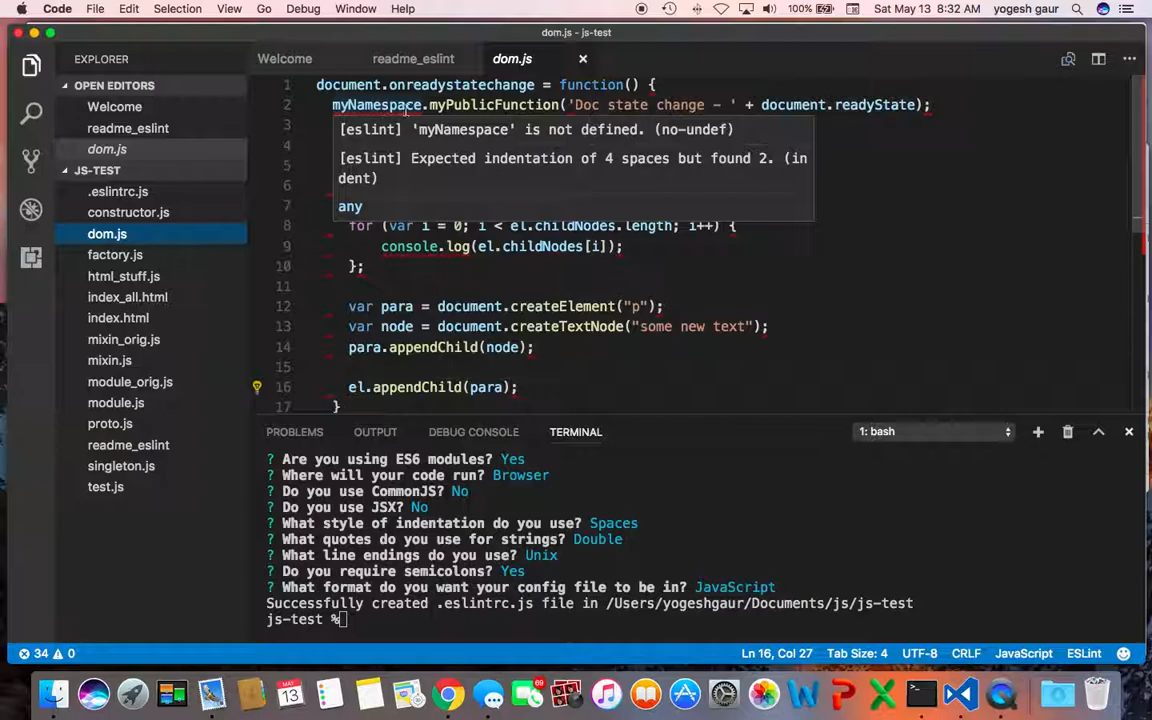 Code File Edit Selection View Go Debug Window Help 100% Sat May 13 8:32 AM yogesh gaur
dom.js - js-test
EXPLORER
Welcome readme_eslint dom.js
OPEN EDITORS
Welcome
readme_eslint
dom.js
JS-TEST
.eslintrc.js
constructor.js
dom.js
factory.js
html_stuff.js
index_all.html
index.html
mixin_orig.js
mixin.js
module_orig.js
module.js
proto.js
readme_eslint
singleton.js
test.js
1 document.onreadystatechange = function() {
2 myNamespace.myPublicFunction('Doc state change - ' + document.readyState);
3
4
5
6
7
[eslint] 'myNamespace' is not defined. (no-undef)
[eslint] Expected indentation of 4 spaces but found 2. (in
dent)
any
8 for (var i = 0; i < el.childNodes.length; i++) {
9 console.log(el.childNodes[i]);
10 };
11
12 var para = document.createElement("p");
13 var node = document.createTextNode("some new text");
14 para.appendChild(node);
15
16 el.appendChild(para);
17 }
PROBLEMS OUTPUT DEBUG CONSOLE TERMINAL 1: bash
? Are you using ES6 modules? Yes
? Where will your code run? Browser
? Do you use CommonJS? No
? Do you use JSX? No
? What style of indentation do you use? Spaces
? What quotes do you use for strings? Double
? What line endings do you use? Unix
? Do you require semicolons? Yes
? What format do you want your config file to be in? JavaScript
Successfully created .eslintrc.js file in /Users/yogeshgaur/Documents/js/js-test
js-test %
34 0 Ln 16, Col 27 Tab Size: 4 UTF-8 CRLF JavaScript ESLint
MAY
13
69